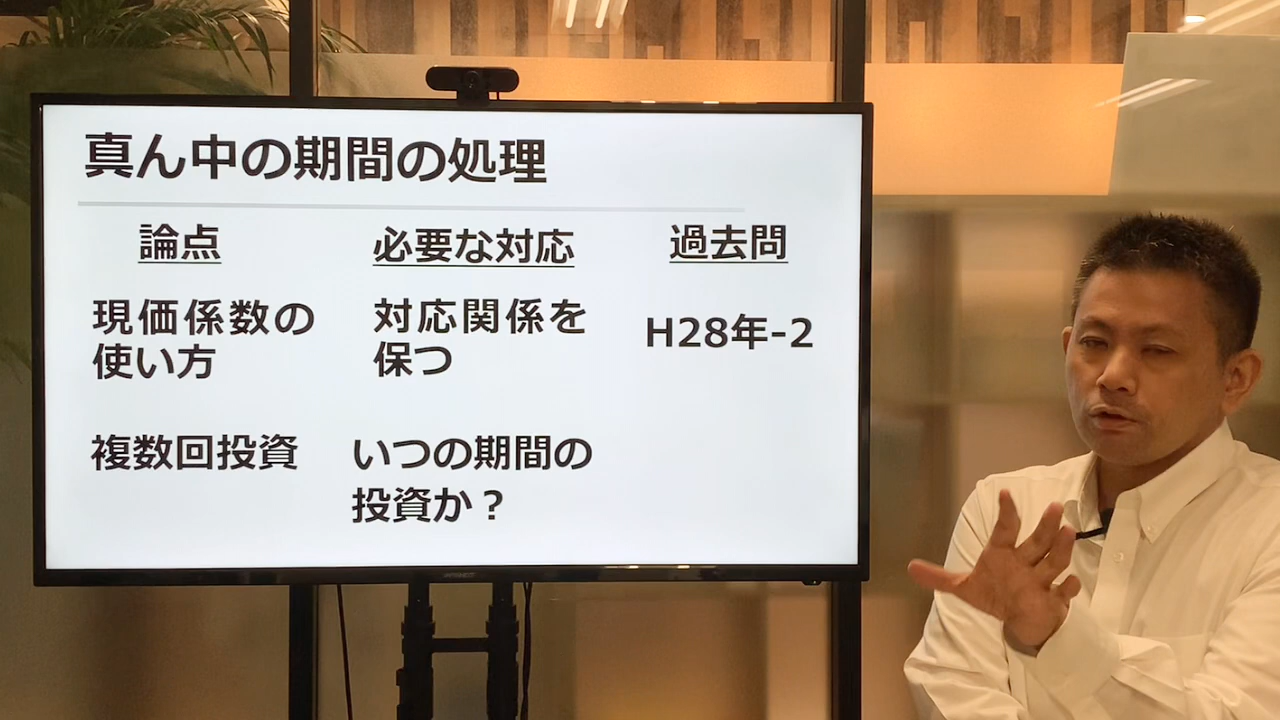 真ん中の期間の処理
論点 必要な対応 過去問
現価係数の 対応関係を H28年-2
使い方 保つ
複数回投資 いつの期間の
投資か？